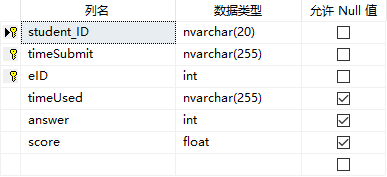 列名 数据类型 允许 Null 值
student_ID nvarchar(20)
timeSubmit nvarchar(255)
eID int
timeUsed nvarchar(255)
answer int
score float